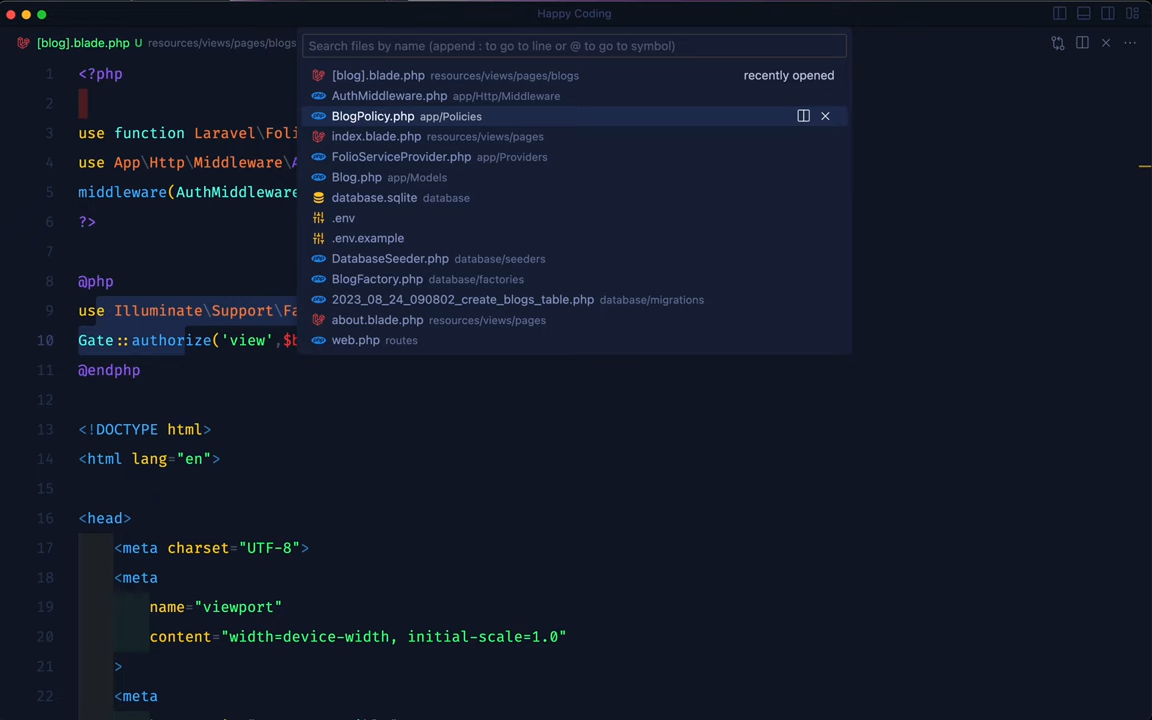 Happy Coding
[blog].blade.php U resources/views/pages/blogs
Search files by name (append : to go to line or @ to go to symbol)
[blog].blade.php resources/views/pages/blogs recently opened
AuthMiddleware.php app/Http/Middleware
BlogPolicy.php app/Policies
index.blade.php resources/views/pages
FolioServiceProvider.php app/Providers
Blog.php app/Models
database.sqlite database
.env
.env.example
DatabaseSeeder.php database/seeders
BlogFactory.php database/factories
2023_08_24_090802_create_blogs_table.php database/migrations
about.blade.php resources/views/pages
web.php routes
1 <?php
2
3 use function Laravel\Foli
4 use App\Http\Middleware\A
5 middleware(AuthMiddleware
6 ?>
7
8 @php
9 use Illuminate\Support\Fa
10 Gate::authorize('view',$b
11 @endphp
12
13 <!DOCTYPE html>
14 <html lang="en">
15
16 <head>
17 <meta charset="UTF-8">
18 <meta
19 name="viewport"
20 content="width=device-width, initial-scale=1.0"
21 >
22 <meta